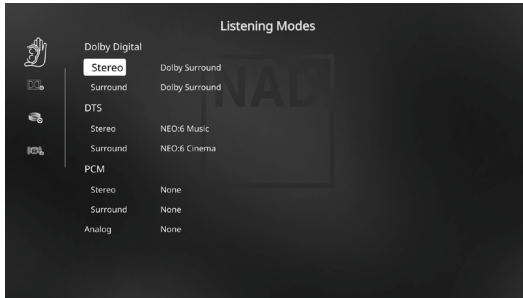 Listening Modes
Dolby Digital
Stereo Dolby Surround
Surround Dolby Surround
DTS
Stereo NEO:6 Music
Surround NEO:6 Cinema
PCM
Stereo None
Surround None
Analog None
NAD